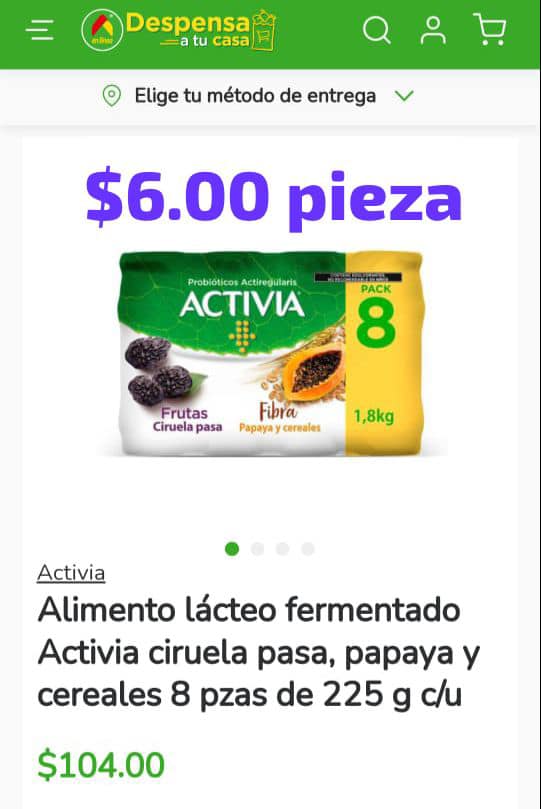 Despensa
a tu casa
en línea
Elige tu método de entrega
$6.00 pieza
Probióticos Actiregularis
ACTIVIA
PACK
8
Frutas
Ciruela pasa
Fibra
Papaya y cereales
1,8kg
Activia
Alimento lácteo fermentado
Activia ciruela pasa, papaya y
cereales 8 pzas de 225 g c/u
$104.00